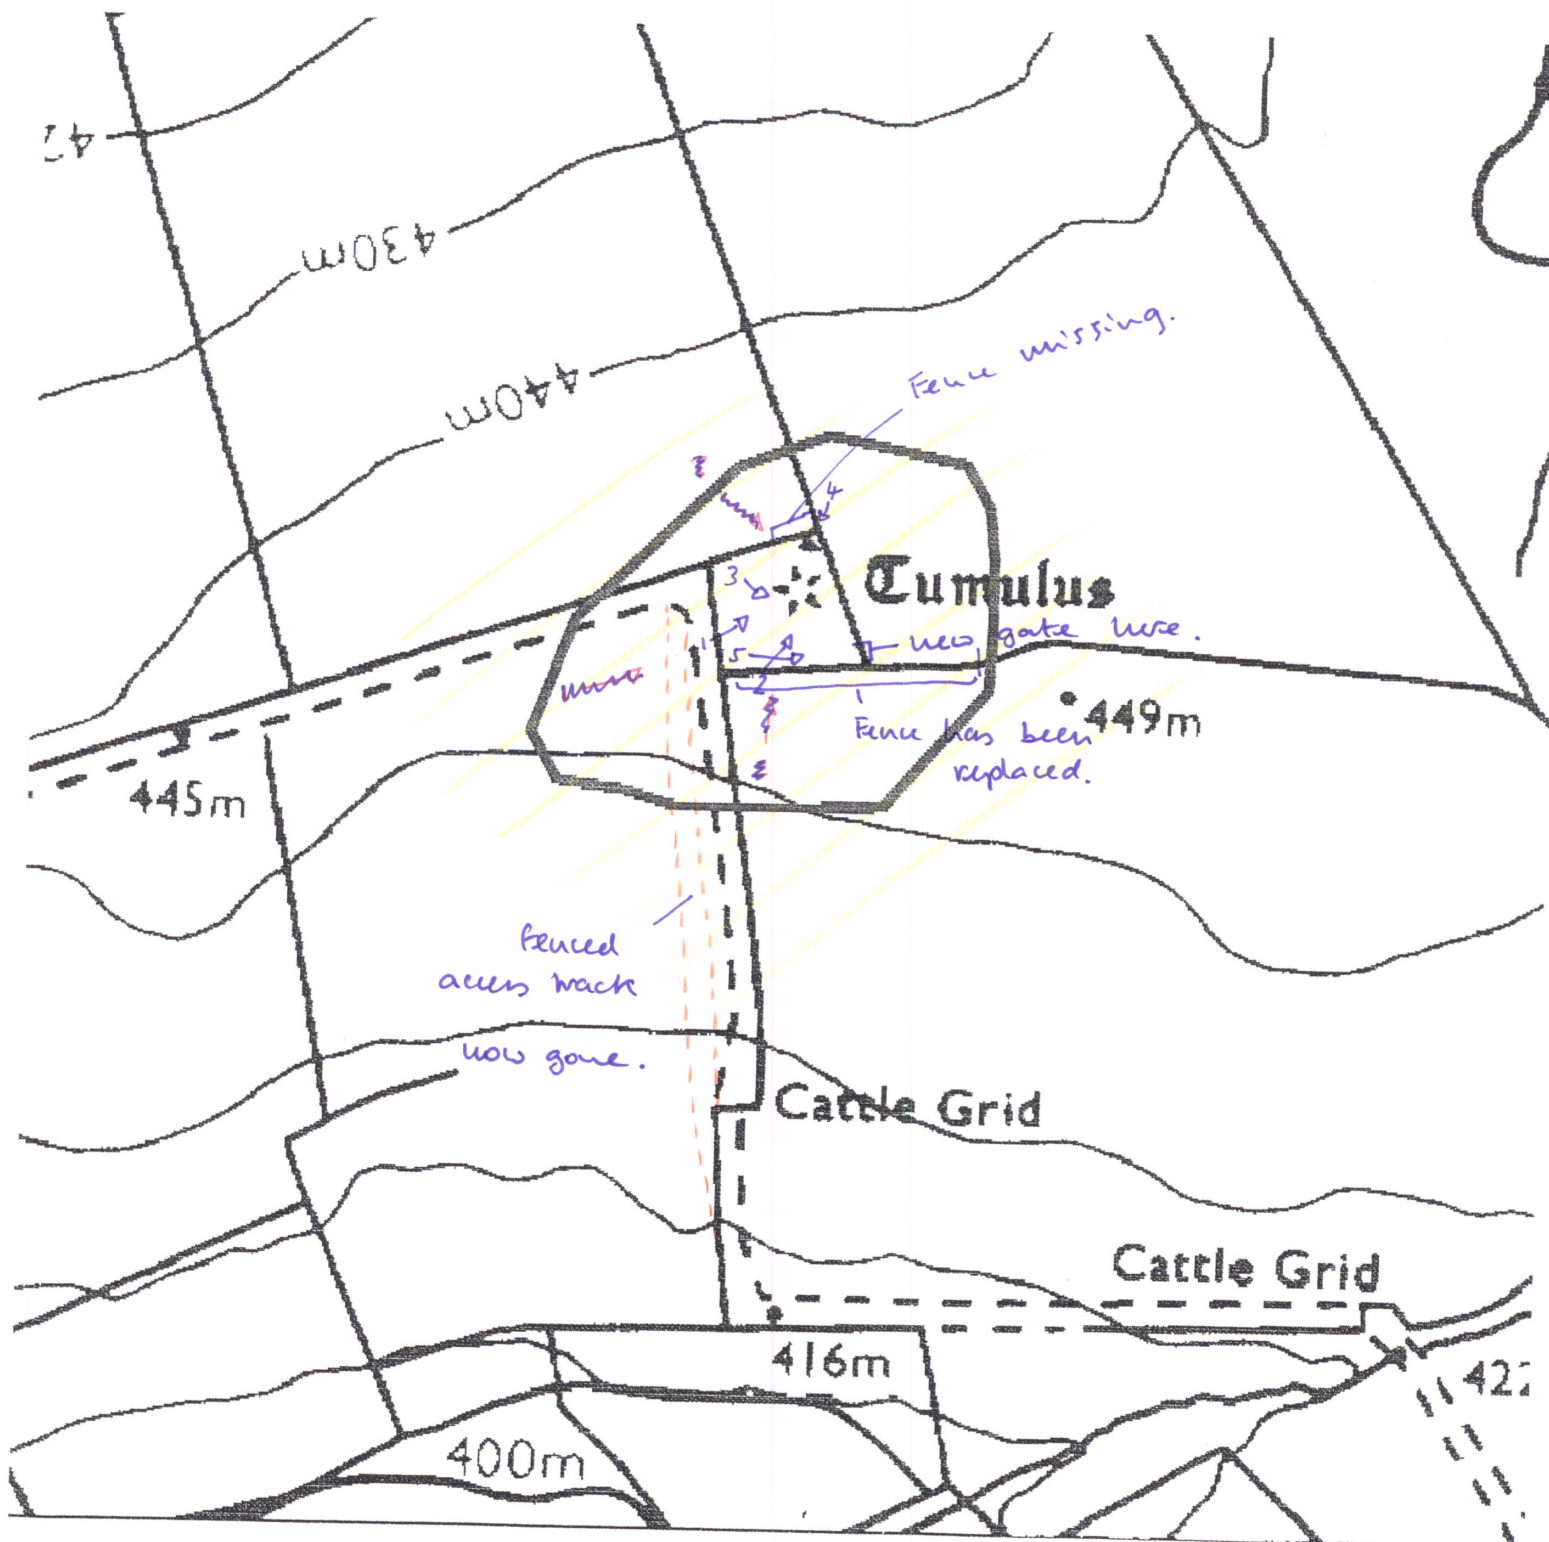 42
430m
440m
Fence missing.
4
Tumulus
3
1
new gate here.
5
2
449m
Fence has been
replaced.
445m
fenced
access track
now gone.
Cattle Grid
Cattle Grid
416m
422
400m